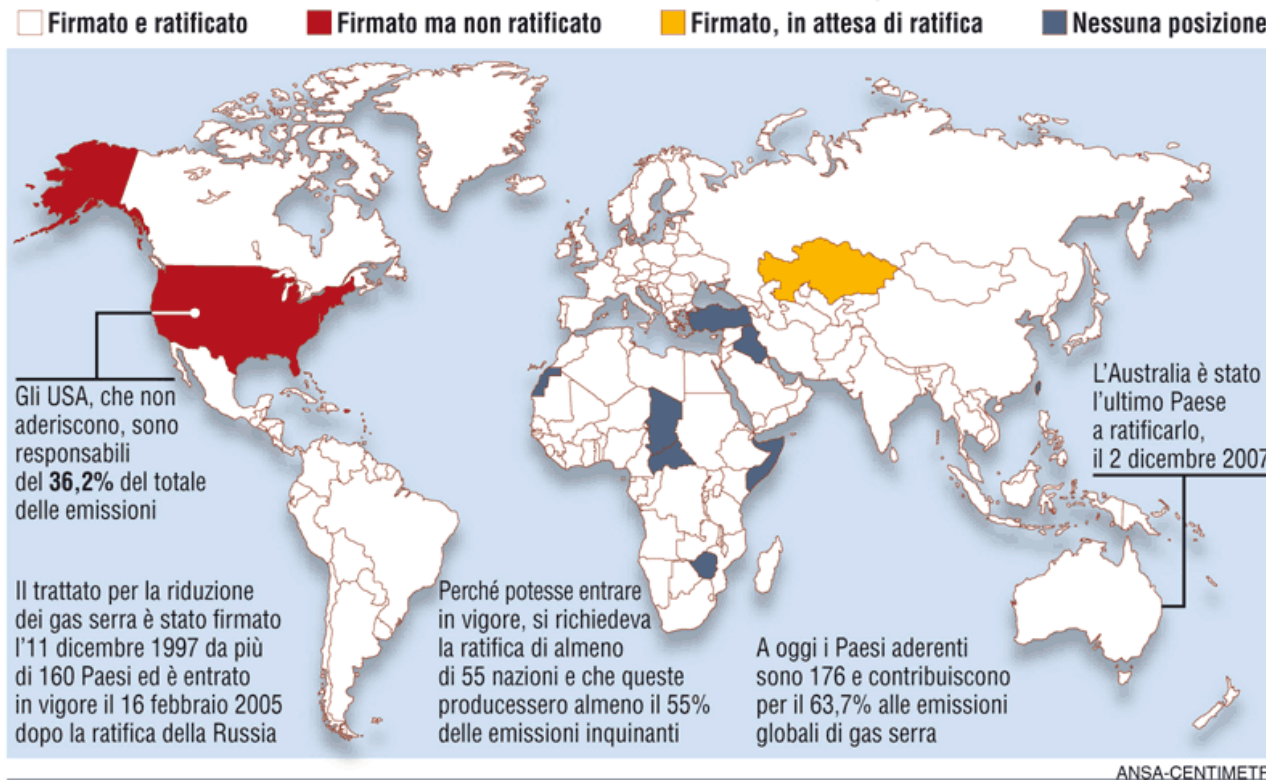 Firmato e ratificato
Firmato ma non ratificato
Firmato, in attesa di ratifica
Nessuna posizione
Gli USA, che non
aderiscono, sono
responsabili
del 36,2% del totale
delle emissioni
L'Australia è stato
l'ultimo Paese
a ratificarlo,
il 2 dicembre 2007
Il trattato per la riduzione
dei gas serra è stato firmato
l'11 dicembre 1997 da più
di 160 Paesi ed è entrato
in vigore il 16 febbraio 2005
dopo la ratifica della Russia
Perché potesse entrare
in vigore, si richiedeva
la ratifica di almeno
di 55 nazioni e che queste
producessero almeno il 55%
delle emissioni inquinanti
A oggi i Paesi aderenti
sono 176 e contribuiscono
per il 63,7% alle emissioni
globali di gas serra
ANSA-CENTIMETR